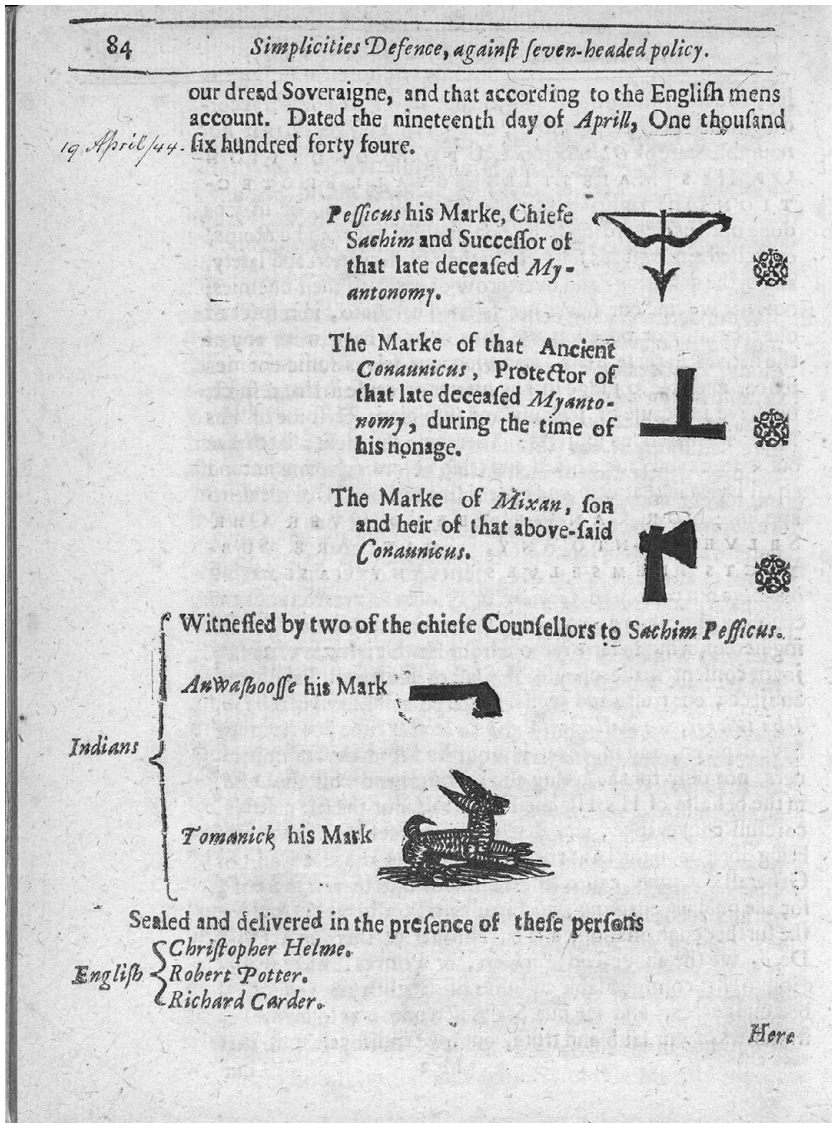 84 Simplicities Defence, againſt ſeven-headed policy.
our dread Soveraigne, and that according to the Engliſh mens
account. Dated the nineteenth day of Aprill, One thouſand
19 April/44. ſix hundred forty foure.
Peſſicus his Marke, Chiefe
Sachim and Succeſſor of
that late deceaſed My-
antonomy.
The Marke of that Ancient
Conaunicus, Protector of
that late deceaſed Myanto-
nomy, during the time of
his nonage.
The Marke of Mixan, ſon
and heir of that above-ſaid
Conaunicus.
Witneſſed by two of the chiefe Counſellors to Sachim Peſſicus.
Anwaſhooſſe his Mark
Indians
Tomanick his Mark
Sealed and delivered in the preſence of theſe perſons
Chriſtopher Helme.
Engliſh Robert Potter.
Richard Carder.
Here